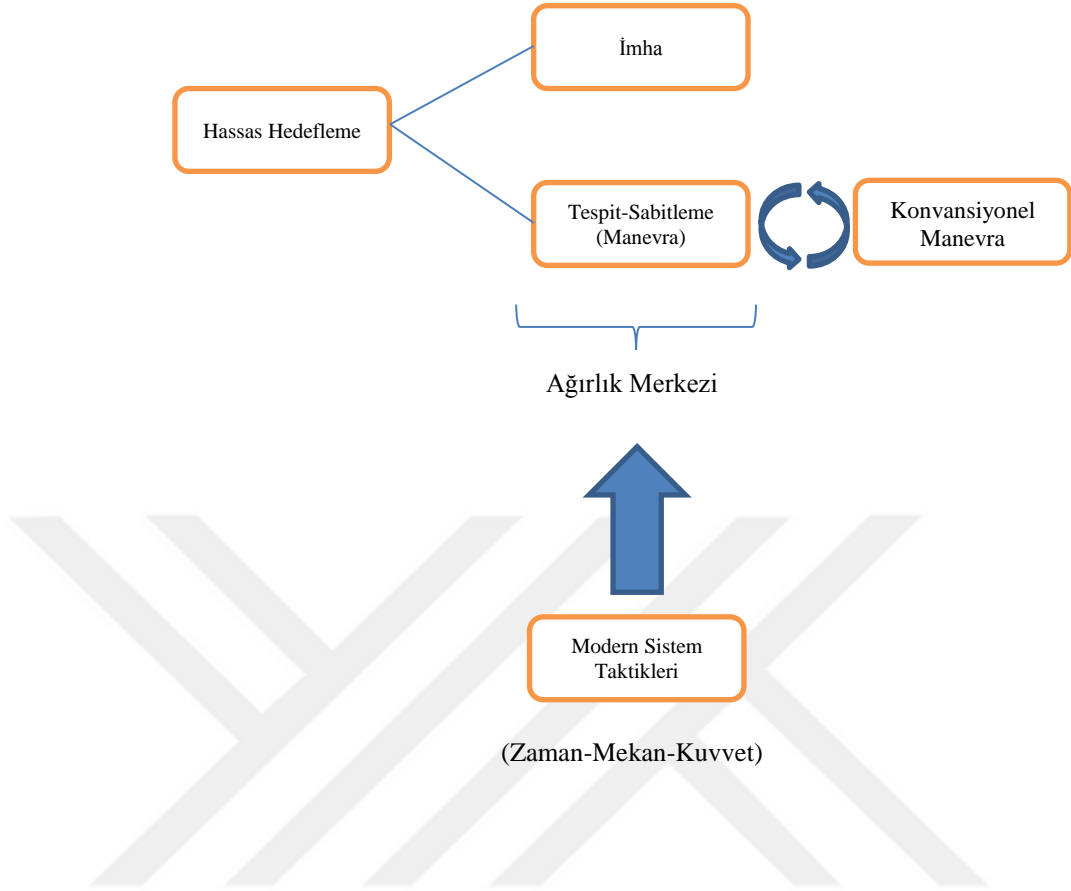 İmha
Hassas Hedefleme
Tespit-Sabitleme
(Manevra)
Konvansiyonel
Manevra
Ağırlık Merkezi
Modern Sistem
Taktikleri
(Zaman-Mekan-Kuvvet)